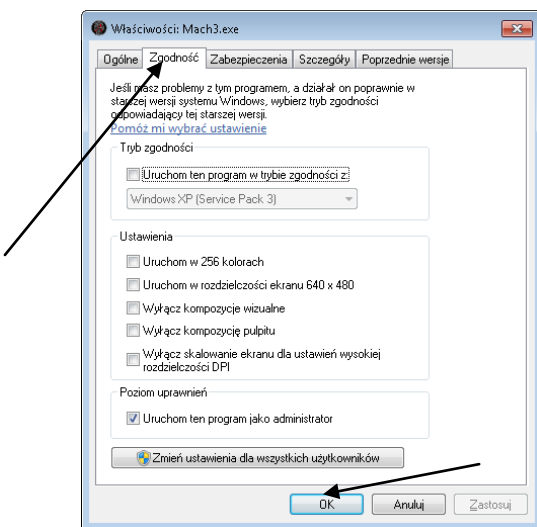 Właściwości: Mach3.exe
Ogólne Zgodność Zabezpieczenia Szczegóły Poprzednie wersje
Jeśli masz problemy z tym programem, a działał on poprawnie w
starszej wersji systemu Windows, wybierz tryb zgodności
odpowiadający tej starszej wersji.
Pomóż mi wybrać ustawienie
Tryb zgodności
Uruchom ten program w trybie zgodności z:
Windows XP (Service Pack 3)
Ustawienia
Uruchom w 256 kolorach
Uruchom w rozdzielczości ekranu 640 x 480
Wyłącz kompozycje wizualne
Wyłącz kompozycję pulpitu
Wyłącz skalowanie ekranu dla ustawień wysokiej
rozdzielczości DPI
Poziom uprawnień
Uruchom ten program jako administrator
Zmień ustawienia dla wszystkich użytkowników
OK Anuluj Zastosuj